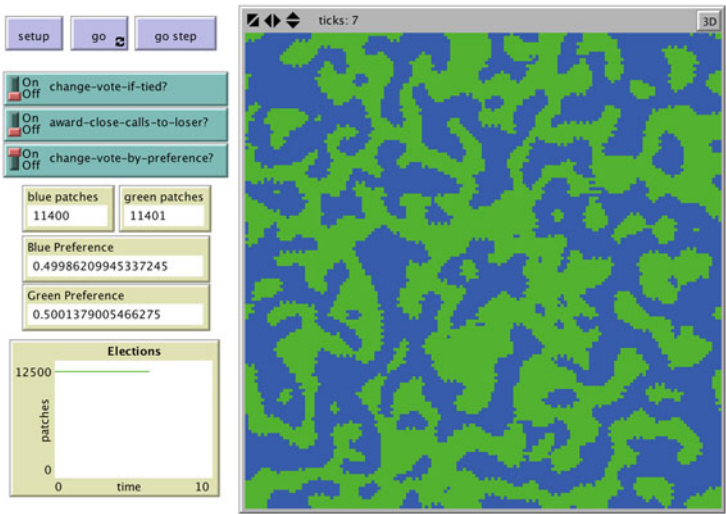 setup
go
go step
On
Off
change-vote-if-tied?
On
Off
award-close-calls-to-loser?
On
Off
change-vote-by-preference?
blue patches
11400
green patches
11401
Blue Preference
0.49986209945337245
Green Preference
0.5001379005466275
Elections
12500
patches
0
0
time
10
ticks: 7
3D